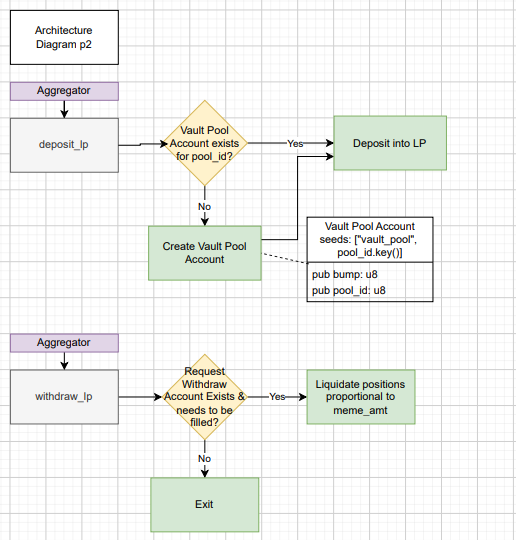 Architecture
Diagram p2
Aggregator
deposit_lp
Vault Pool
Account exists
for pool_id?
Yes
Deposit into LP
No
Create Vault Pool
Account
Vault Pool Account
seeds: ["vault_pool",
pool_id.key()]
pub bump: u8
pub pool_id: u8
Aggregator
withdraw_lp
Request
Withdraw
Account Exists &
needs to be
filled?
Yes
Liquidate positions
proportional to
meme_amt
No
Exit